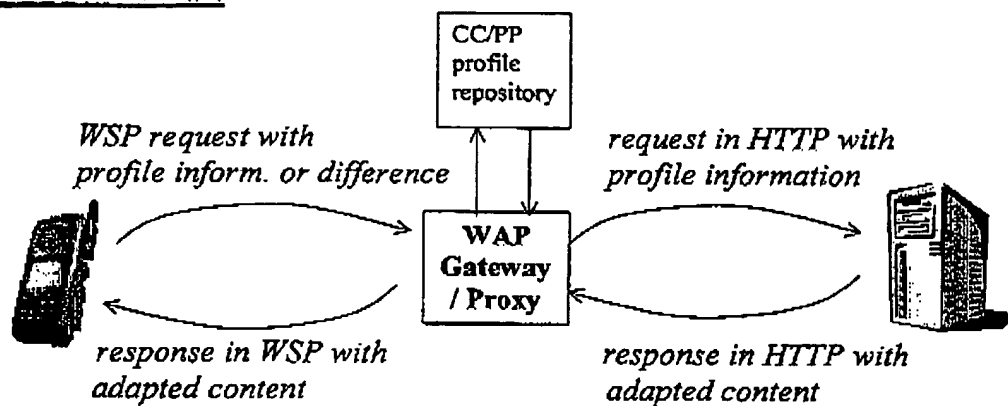 CC/PP
profile
repository
WSP request with
profile inform. or difference
request in HTTP with
profile information
WAP
Gateway
/ Proxy
response in WSP with
adapted content
response in HTTP with
adapted content